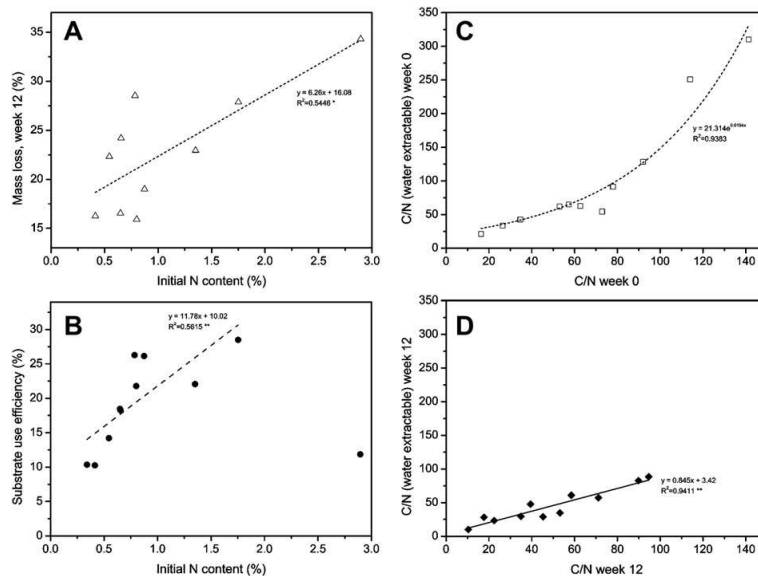 A
35
30
25
20
15
Mass loss, week 12 (%)
y = 6.26x + 16.08
R²=0.5446 *
0.0 0.5 1.0 1.5 2.0 2.5 3.0
Initial N content (%)
B
30
25
20
15
10
5
0
Substrate use efficiency (%)
y = 11.78x + 10.02
R²=0.5615 **
0.0 0.5 1.0 1.5 2.0 2.5 3.0
Initial N content (%)
C
350
300
250
200
150
100
50
0
C/N (water extractable) week 0
y = 21.314e^0.0194x
R²=0.9383
0 20 40 60 80 100 120 140
C/N week 0
D
350
300
250
200
150
100
50
0
C/N (water extractable) week 12
y = 0.845x + 3.42
R²=0.9411 **
0 20 40 60 80 100 120 140
C/N week 12